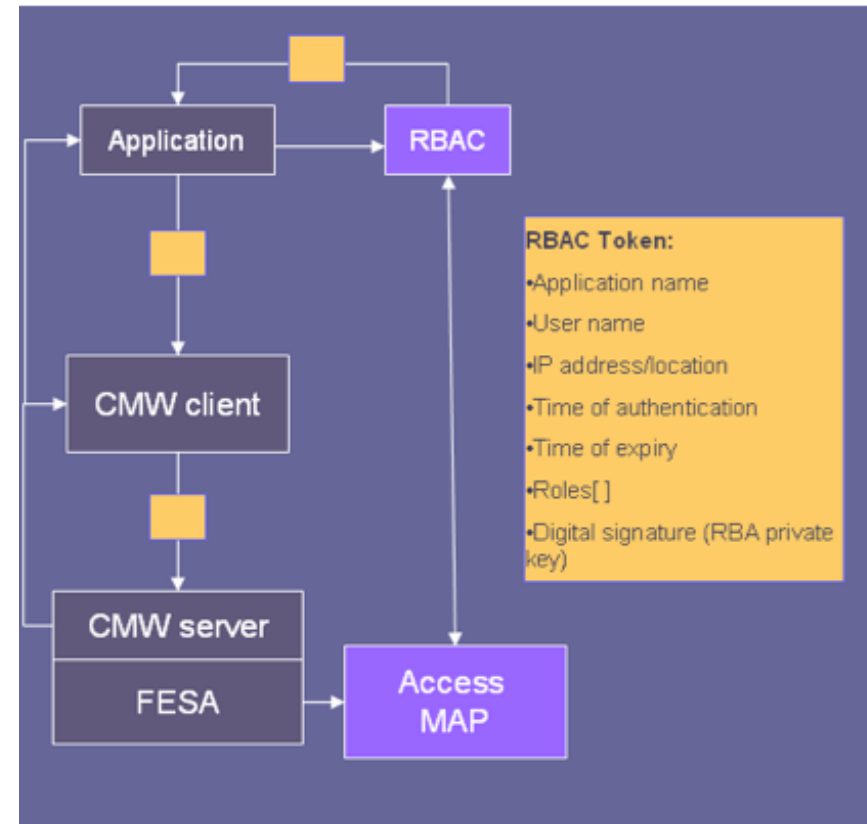 Application
RBAC
RBAC Token:
•Application name
•User name
•IP address/location
•Time of authentication
•Time of expiry
•Roles[ ]
•Digital signature (RBA private
key)
CMW client
CMW server
FESA
Access
MAP